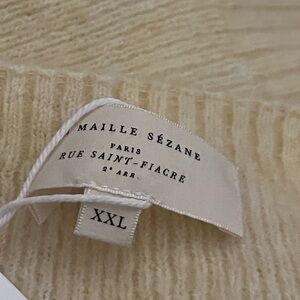 MAILLE SÉZANE
PARIS
RUE SAINT-FIACRE
2e ARR.
XXL